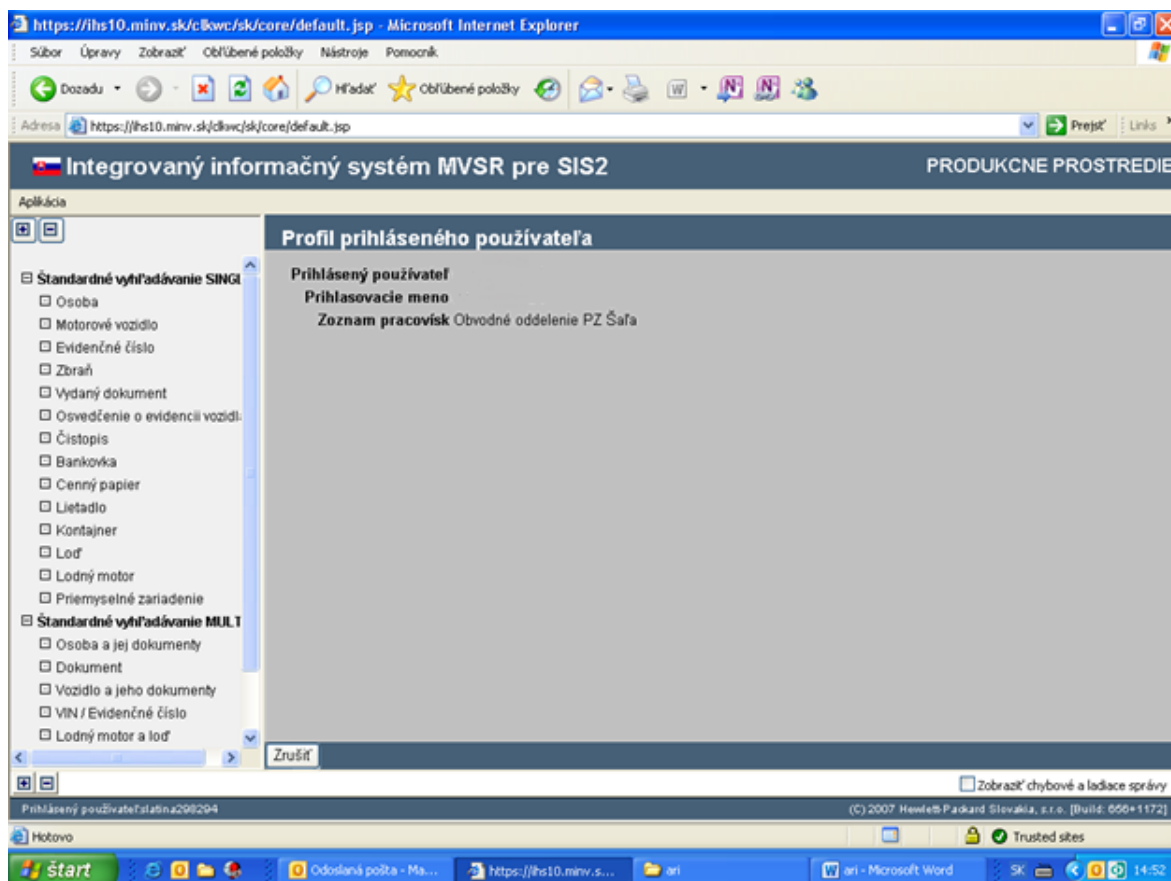 https://ihs10.minv.sk/clkwc/sk/core/default.jsp - Microsoft Internet Explorer
Súbor Úpravy Zobraziť Obľúbené položky Nástroje Pomocník
Dozadu Hľadať Obľúbené položky
Adresa https://ihs10.minv.sk/clkwc/sk/core/default.jsp Prejsť Links
Integrovaný informačný systém MVSR pre SIS2 PRODUKCNE PROSTREDIE
Aplikácia
Profil prihláseného používateľa
Štandardné vyhľadávanie SINGL
Prihlásený používateľ
Osoba
Prihlasovacie meno
Motorové vozidlo
Zoznam pracovísk Obvodné oddelenie PZ Šaľa
Evidenčné číslo
Zbraň
Vydaný dokument
Osvedčenie o evidencii vozidla
Čistopis
Bankovka
Cenný papier
Lietadlo
Kontajner
Loď
Lodný motor
Priemyselné zariadenie
Štandardné vyhľadávanie MULT
Osoba a jej dokumenty
Dokument
Vozidlo a jeho dokumenty
VIN / Evidenčné číslo
Lodný motor a loď
Zrušiť
Zobraziť chybové a ladiace správy
Prihlásený používateľ:slatina298294 (C) 2007 Hewlett-Packard Slovakia, s.r.o. [Build: 656+1172]
Hotovo Trusted sites
štart Odoslaná pošta - Ma... https://ihs10.minv.s... ari ari - Microsoft Word SK 14:52